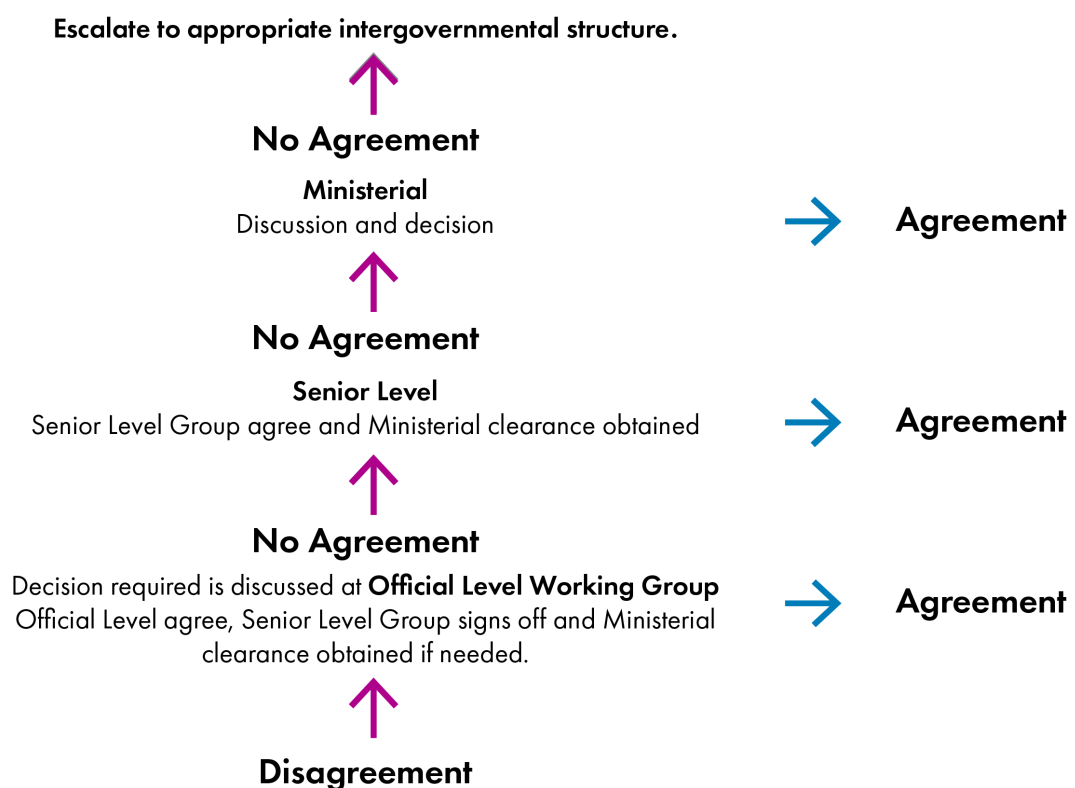 Escalate to appropriate intergovernmental structure.
No Agreement
Ministerial
Discussion and decision
Agreement
No Agreement
Senior Level
Senior Level Group agree and Ministerial clearance obtained
Agreement
No Agreement
Decision required is discussed at Official Level Working Group
Official Level agree, Senior Level Group signs off and Ministerial
clearance obtained if needed.
Agreement
Disagreement